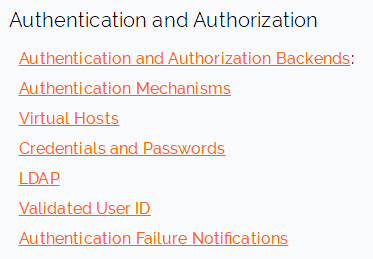 Authentication and Authorization
Authentication and Authorization Backends:
Authentication Mechanisms
Virtual Hosts
Credentials and Passwords
LDAP
Validated User ID
Authentication Failure Notifications